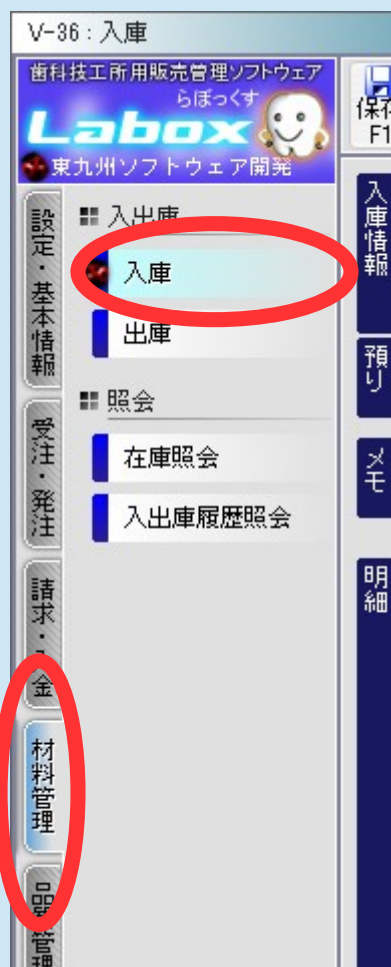 V-36:入庫
歯科技工所用販売管理ソフトウェア
らぼっくす
Labox
東九州ソフトウェア開発
保存
F1
設定・基本情報
受注・発注
請求・
金
材料管理
品質管理
入出庫
入庫
出庫
照会
在庫照会
入出庫履歴照会
入庫情報
預り
メモ
明細